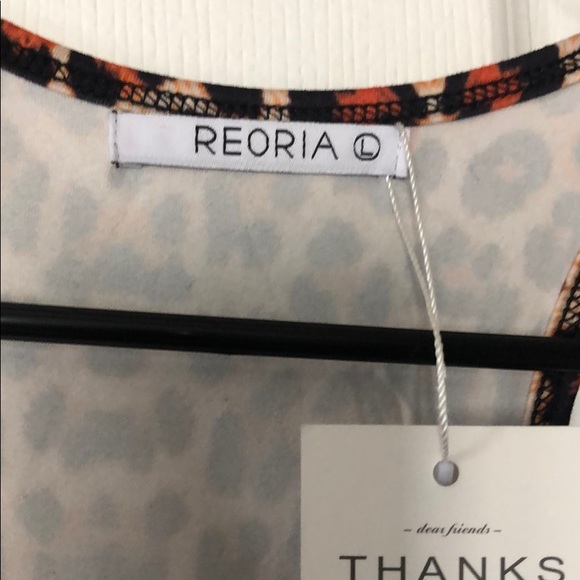 REORIA Ⓛ
– dear friends –
THANKS